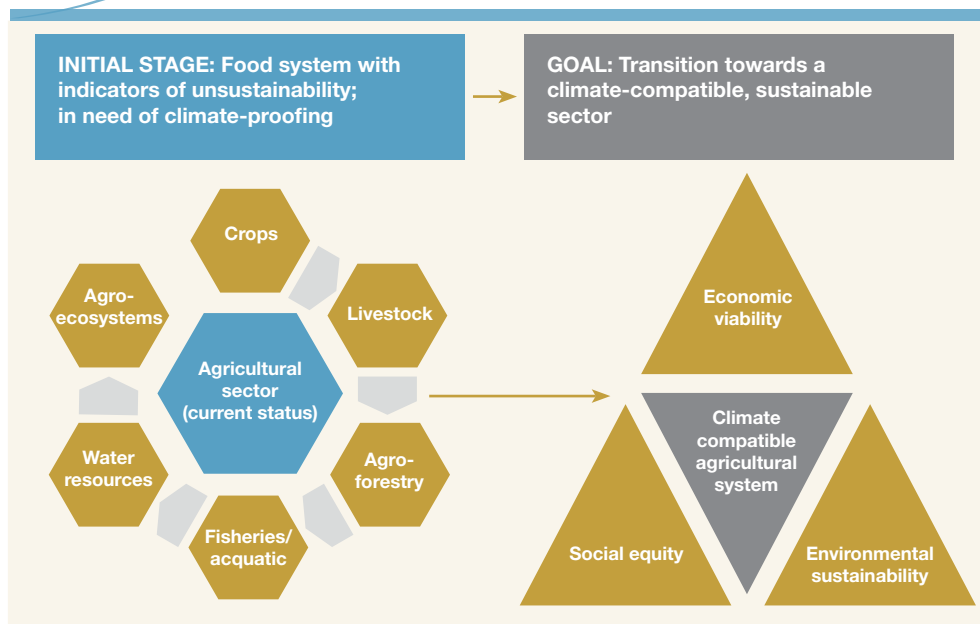 INITIAL STAGE: Food system with
indicators of unsustainability;
in need of climate-proofing
GOAL: Transition towards a
climate-compatible, sustainable
sector
Crops
Livestock
Agro-
forestry
Fisheries/
acquatic
Water
resources
Agro-
ecosystems
Agricultural
sector
(current status)
Economic
viability
Climate
compatible
agricultural
system
Social equity
Environmental
sustainability